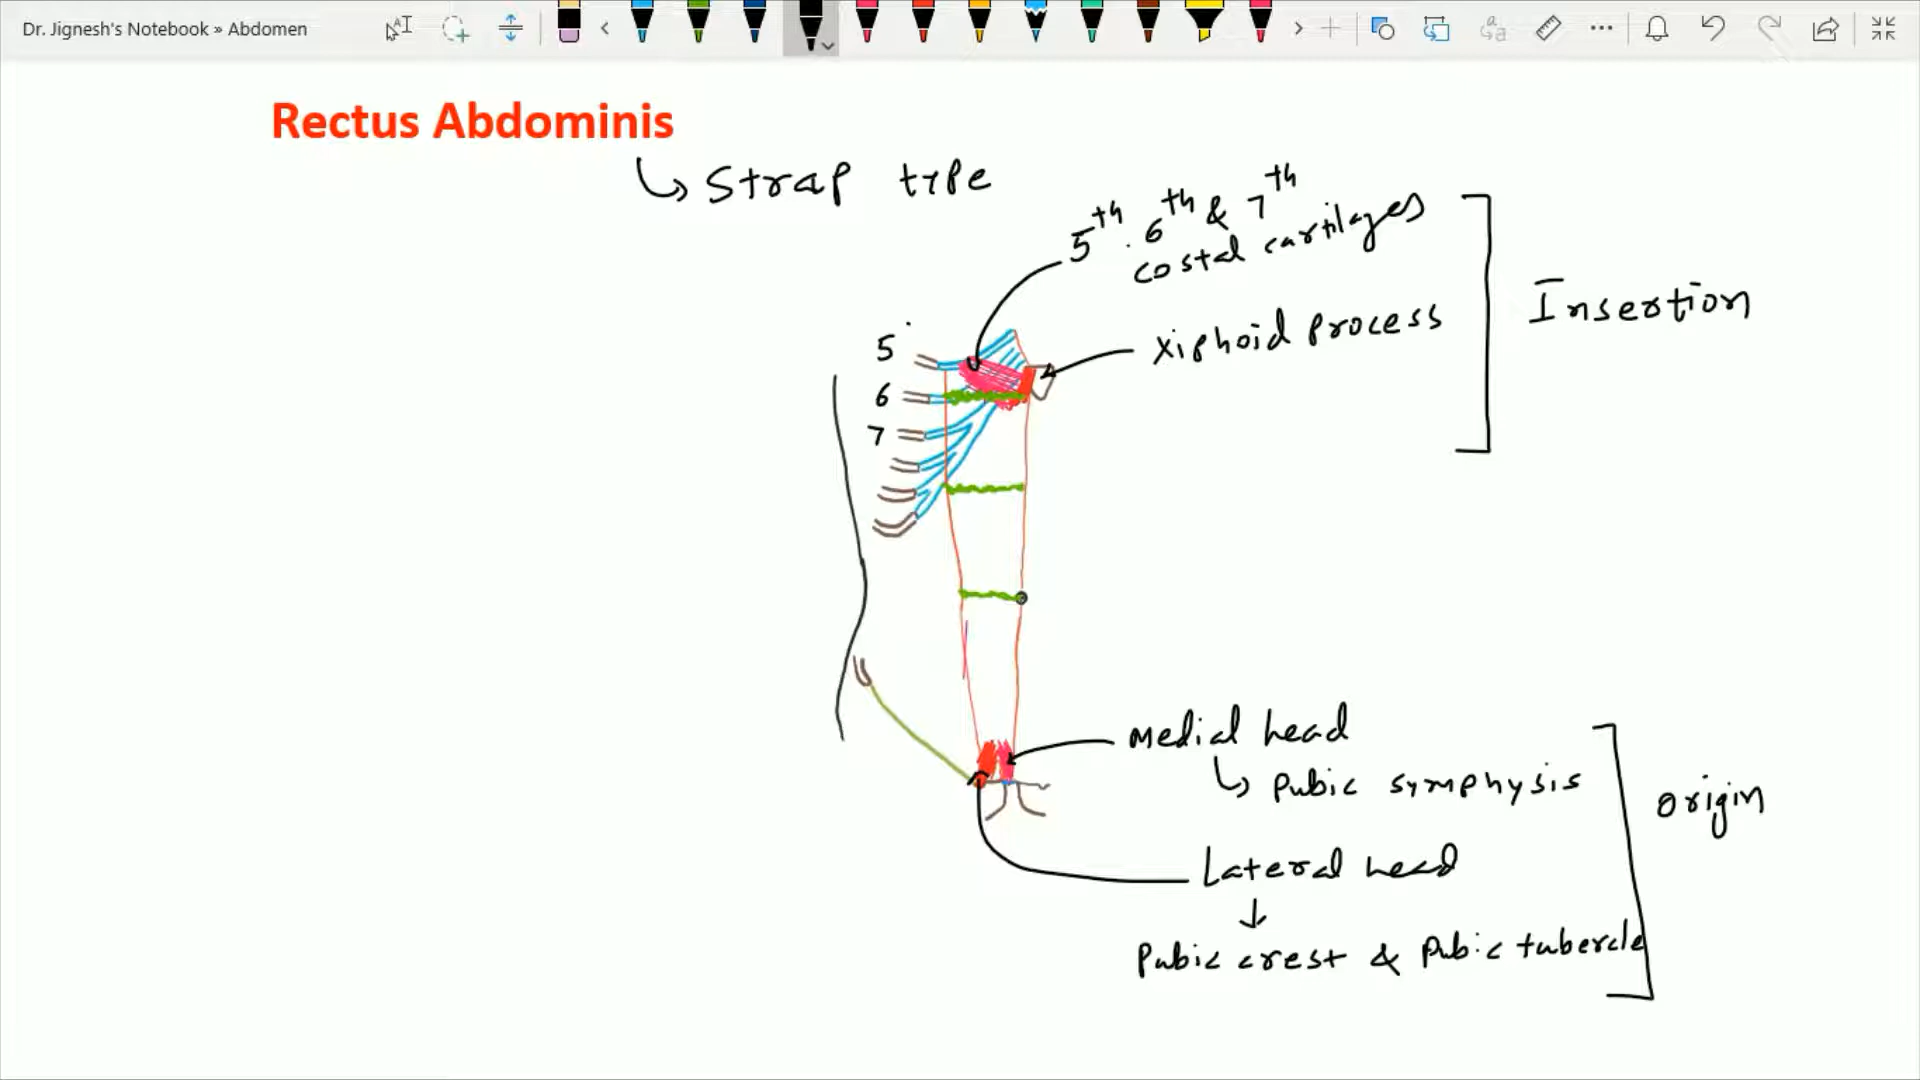 Dr. Jignesh's Notebook » Abdomen
Rectus Abdominis
Strap type
5th, 6th & 7th
costal cartilages
Xiphoid process
Insertion
5
6
7
Medial head
Pubic symphysis
origin
Lateral head
Pubic crest & Pubic tubercle